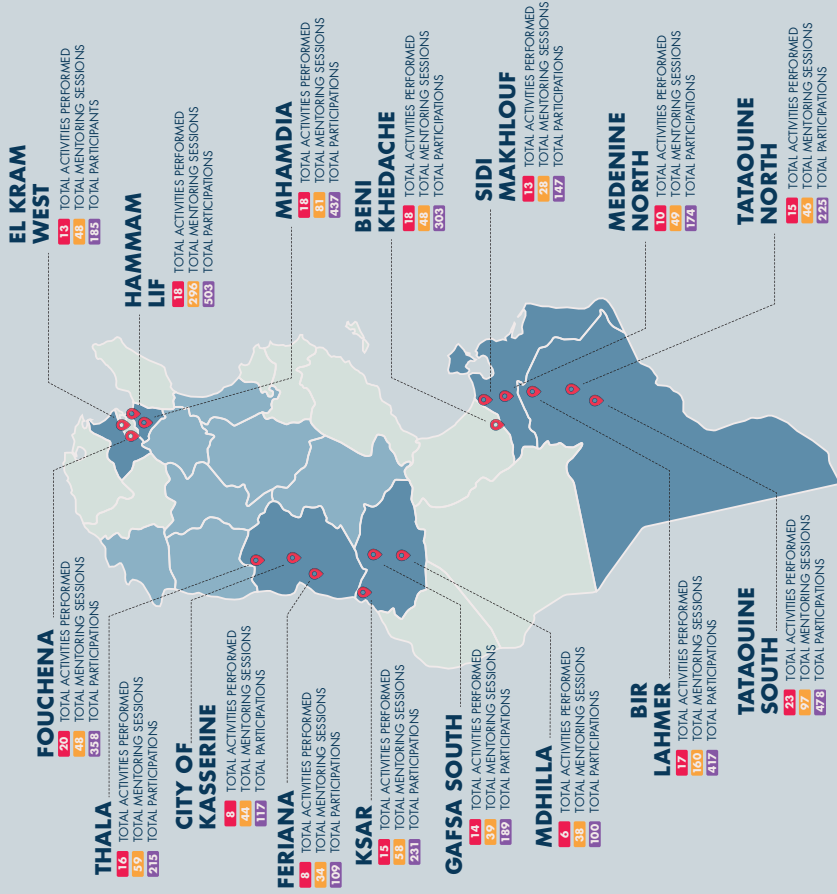 EL KRAM
WEST
13 TOTAL ACTIVITIES PERFORMED
48 TOTAL MENTORING SESSIONS
185 TOTAL PARTICIPANTS
HAMMAM
LIF
18 TOTAL ACTIVITIES PERFORMED
296 TOTAL MENTORING SESSIONS
503 TOTAL PARTICIPATIONS
MHAMDIA
18 TOTAL ACTIVITIES PERFORMED
81 TOTAL MENTORING SESSIONS
437 TOTAL PARTICIPATIONS
BENI
KHEDACHE
18 TOTAL ACTIVITIES PERFORMED
48 TOTAL MENTORING SESSIONS
303 TOTAL PARTICIPATIONS
SIDI
MAKHLOUF
13 TOTAL ACTIVITIES PERFORMED
28 TOTAL MENTORING SESSIONS
147 TOTAL PARTICIPATIONS
MEDENINE
NORTH
10 TOTAL ACTIVITIES PERFORMED
49 TOTAL MENTORING SESSIONS
174 TOTAL PARTICIPATIONS
TATAOUINE
NORTH
15 TOTAL ACTIVITIES PERFORMED
46 TOTAL MENTORING SESSIONS
225 TOTAL PARTICIPATIONS
FOUCHENA
20 TOTAL ACTIVITIES PERFORMED
48 TOTAL MENTORING SESSIONS
358 TOTAL PARTICIPATIONS
THALA
16 TOTAL ACTIVITIES PERFORMED
59 TOTAL MENTORING SESSIONS
215 TOTAL PARTICIPATIONS
CITY OF
KASSERINE
8 TOTAL ACTIVITIES PERFORMED
44 TOTAL MENTORING SESSIONS
117 TOTAL PARTICIPATIONS
FERIANA
8 TOTAL ACTIVITIES PERFORMED
34 TOTAL MENTORING SESSIONS
109 TOTAL PARTICIPATIONS
KSAR
15 TOTAL ACTIVITIES PERFORMED
58 TOTAL MENTORING SESSIONS
231 TOTAL PARTICIPATIONS
GAFSA SOUTH
14 TOTAL ACTIVITIES PERFORMED
39 TOTAL MENTORING SESSIONS
189 TOTAL PARTICIPATIONS
MDHILLA
6 TOTAL ACTIVITIES PERFORMED
38 TOTAL MENTORING SESSIONS
100 TOTAL PARTICIPATIONS
BIR
LAHMER
17 TOTAL ACTIVITIES PERFORMED
160 TOTAL MENTORING SESSIONS
417 TOTAL PARTICIPATIONS
TATAOUINE
SOUTH
23 TOTAL ACTIVITIES PERFORMED
97 TOTAL MENTORING SESSIONS
478 TOTAL PARTICIPATIONS